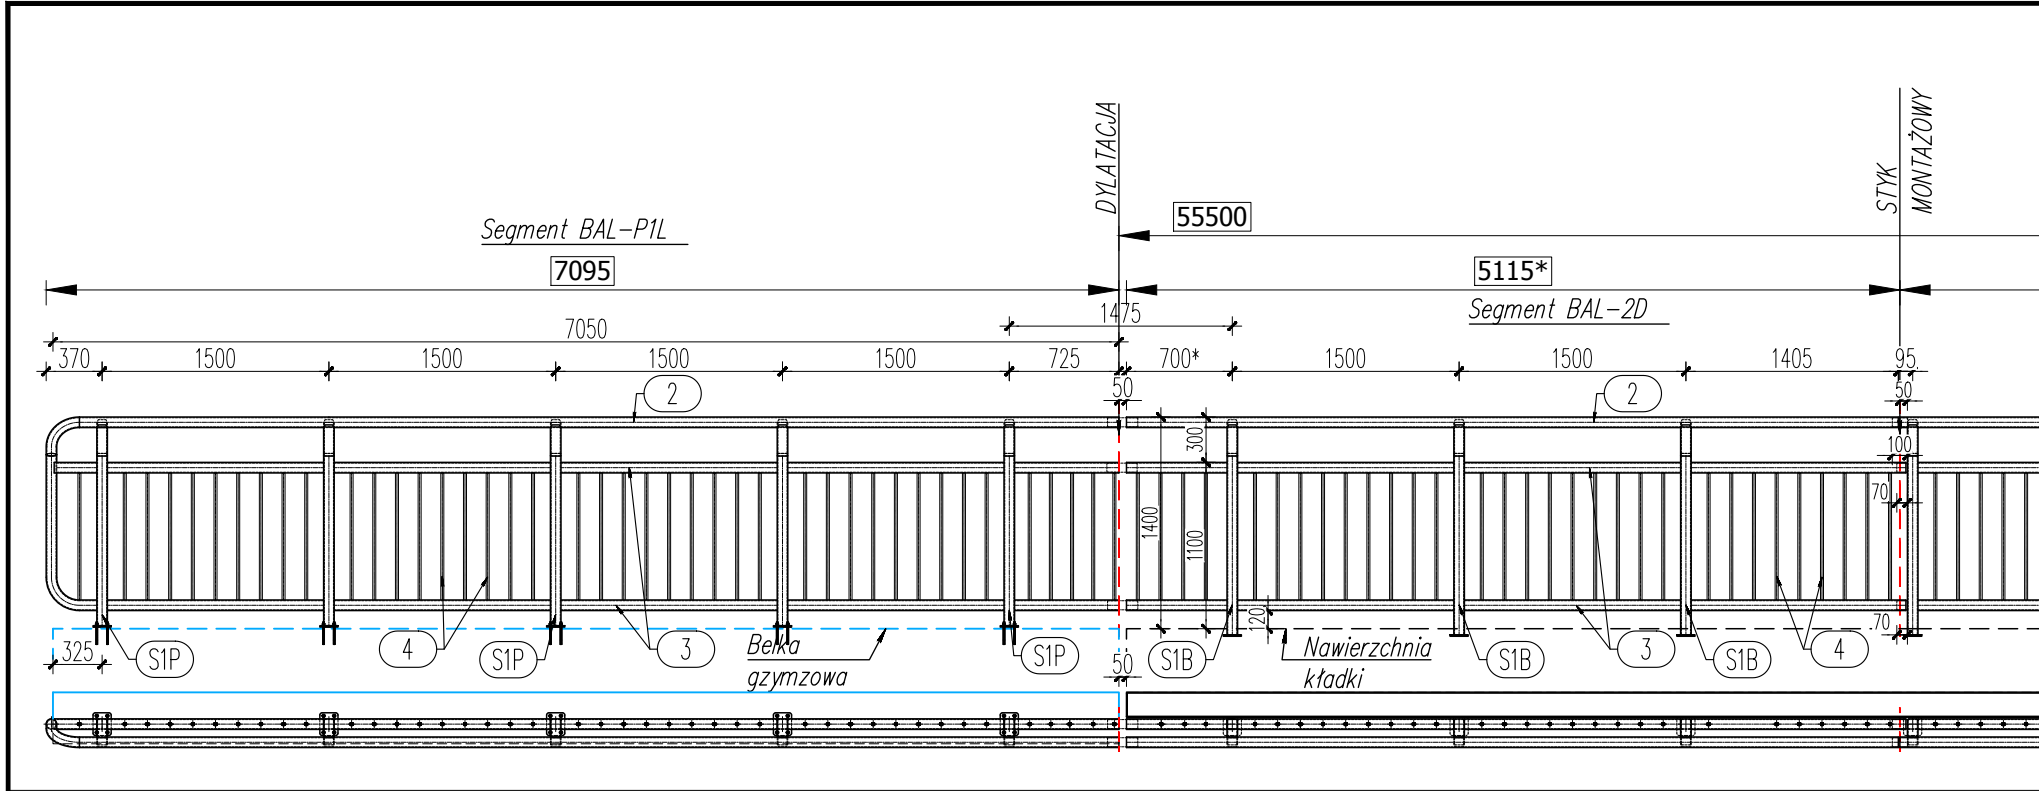 DYLATACJA
STYK
MONTAŻOWY
55500
Segment BAL-P1L
7095
5115*
Segment BAL-2D
1475
7050
370
1500
1500
1500
1500
725
700*
1500
1500
1405
95
50
50
2
2
300
100
1400
1100
70
120
70
325
S1P
4
S1P
3
Belka
gzymzowa
S1P
50
S1B
Nawierzchnia
kładki
S1B
3
S1B
4